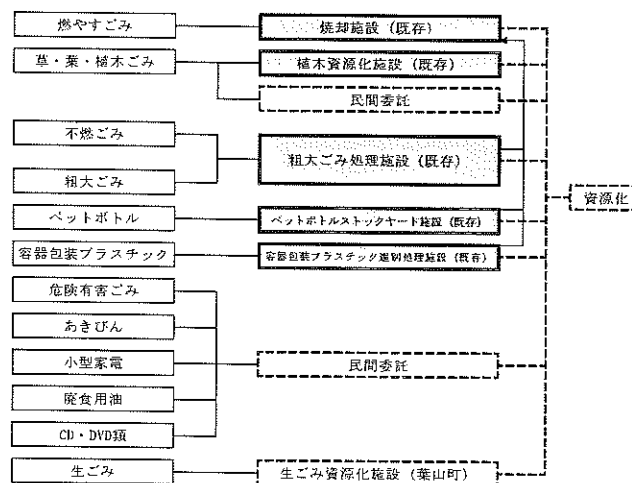 燃やすごみ
焼却施設（既存）
草・葉・植木ごみ
植木資源化施設（既存）
民間委託
不燃ごみ
粗大ごみ処理施設（既存）
粗大ごみ
資源化
ペットボトル
ペットボトルストックヤード施設（既存）
容器包装プラスチック
容器包装プラスチック選別処理施設（既存）
危険有害ごみ
あきびん
小型家電
民間委託
廃食用油
CD・DVD類
生ごみ
生ごみ資源化施設（葉山町）